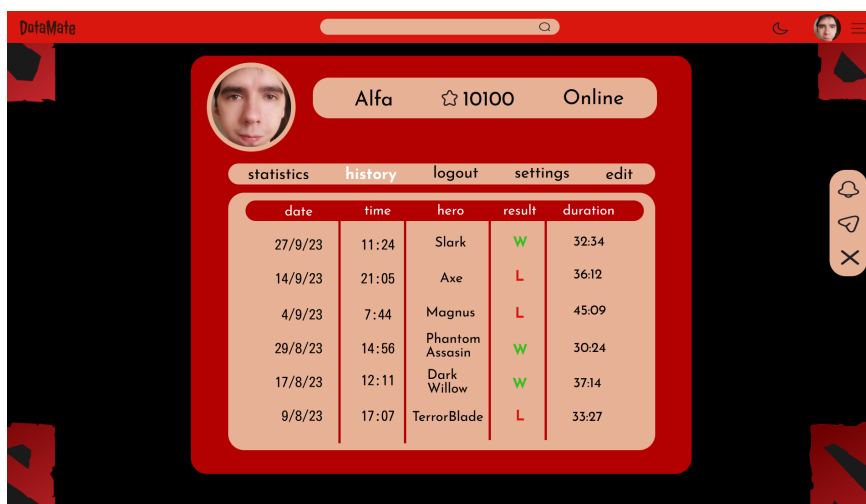 DotaMate
Alfa 10100 Online
statistics history logout settings edit
date time hero result duration
27/9/23 11:24 Slark W 32:34
14/9/23 21:05 Axe L 36:12
4/9/23 7:44 Magnus L 45:09
29/8/23 14:56 Phantom Assasin W 30:24
17/8/23 12:11 Dark Willow W 37:14
9/8/23 17:07 TerrorBlade L 33:27